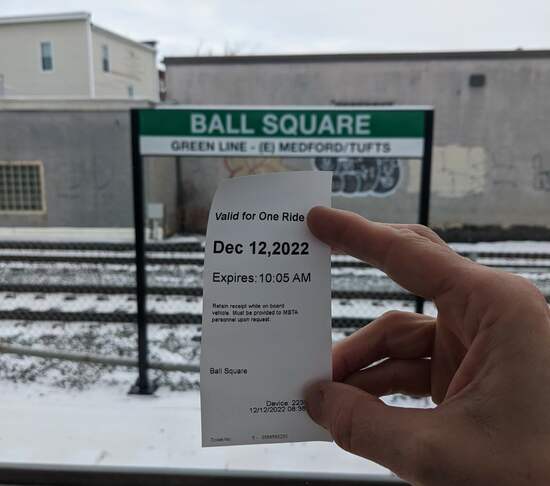 BALL SQUARE
GREEN LINE - (E) MEDFORD/TUFTS
Valid for One Ride
Dec 12,2022
Expires: 10:05 AM
Retain receipt while on board
vehicle. Must be provided to MBTA
personnel upon request.
Ball Square
Device: 223
12/12/2022 08:36